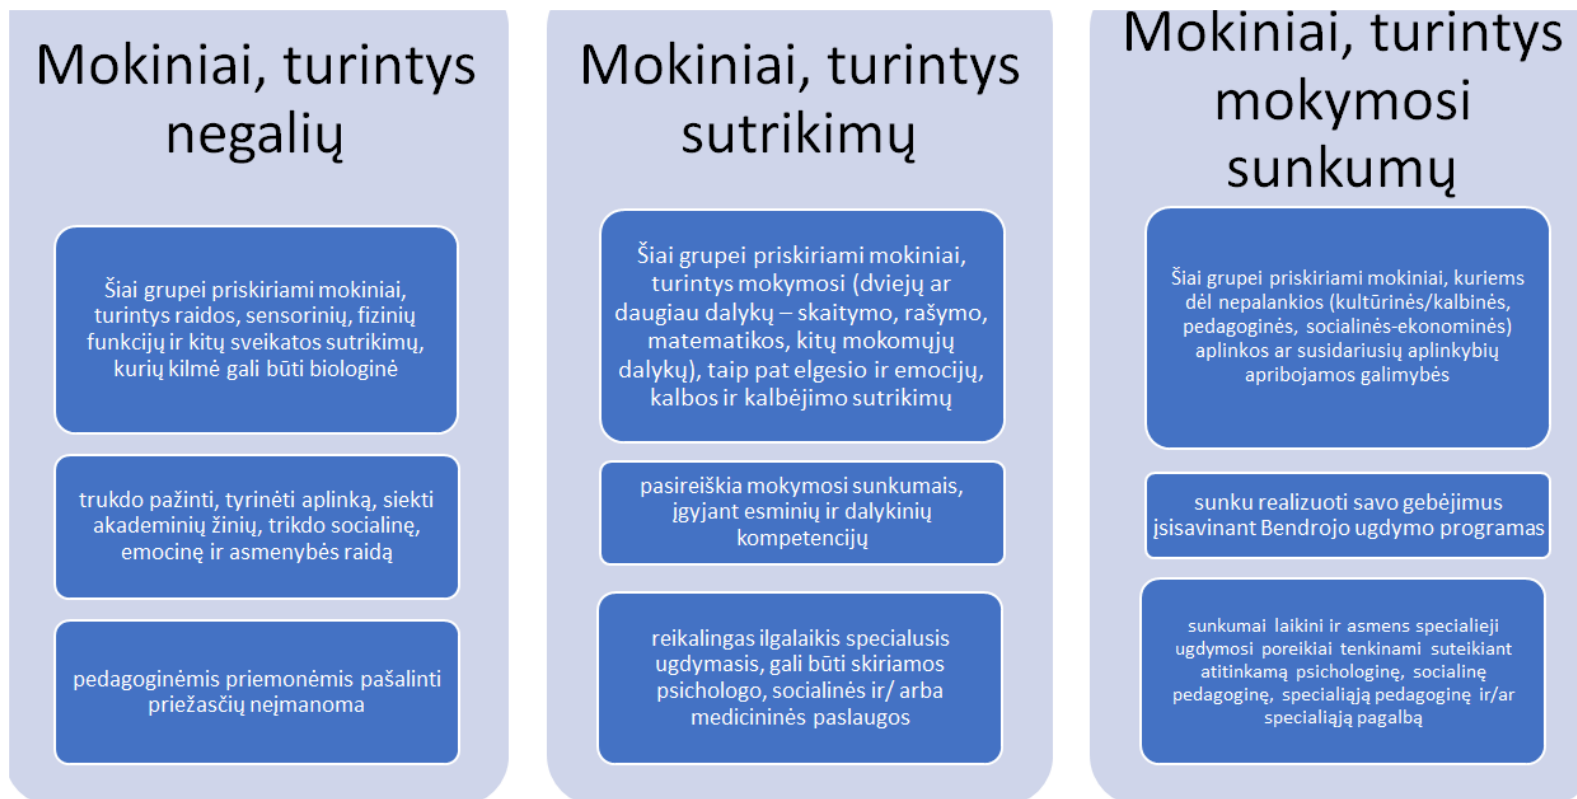 Mokiniai, turintys
negalių
Šiai grupei priskiriami mokiniai,
turintys raidos, sensorinių, fizinių
funkcijų ir kitų sveikatos sutrikimų,
kurių kilmė gali būti biologinė
trukdo pažinti, tyrinėti aplinką, siekti
akademinių žinių, trikdo socialinę,
emocinę ir asmenybės raidą
pedagoginėmis priemonėmis pašalinti
priežasčių neįmanoma
Mokiniai, turintys
sutrikimų
Šiai grupei priskiriami mokiniai,
turintys mokymosi (dviejų ar
daugiau dalykų – skaitymo, rašymo,
matematikos, kitų mokomųjų
dalykų), taip pat elgesio ir emocijų,
kalbos ir kalbėjimo sutrikimų
pasireiškia mokymosi sunkumais,
įgyjant esminių ir dalykinių
kompetencijų
reikalingas ilgalaikis specialusis
ugdymasis, gali būti skiriamos
psichologo, socialinės ir/ arba
medicininės paslaugos
Mokiniai, turintys
mokymosi
sunkumų
Šiai grupei priskiriami mokiniai, kuriems
dėl nepalankios (kultūrinės/kalbinės,
pedagoginės, socialinės-ekonominės)
aplinkos ar susidariusių aplinkybių
apribojamos galimybės
sunku realizuoti savo gebėjimus
įsisavinant Bendrojo ugdymo programas
sunkumai laikini ir asmens specialieji
ugdymosi poreikiai tenkinami suteikiant
atitinkamą psichologinę, socialinę
pedagoginę, specialiąją pedagoginę ir/ar
specialiąją pagalbą